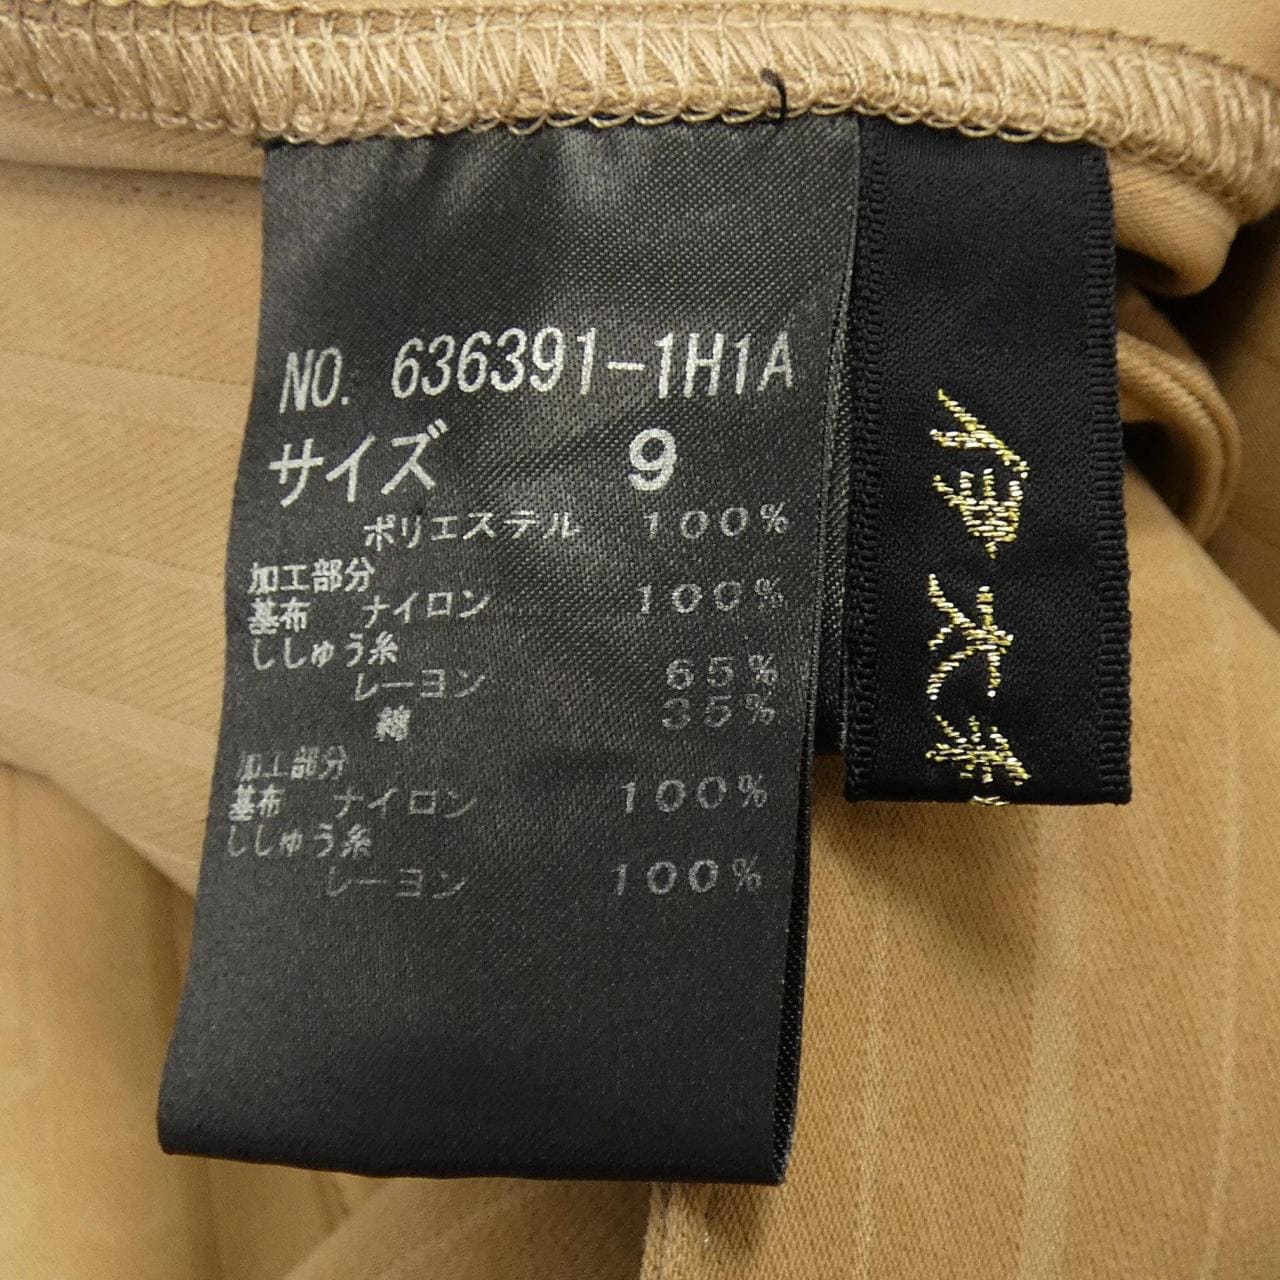 NO. 636391-1H1A
サイズ 9
ポリエステル 100%
加工部分
基布 ナイロン 100%
ししゅう糸
レーヨン 65%
綿 35%
加工部分
基布 ナイロン 100%
ししゅう糸
レーヨン 100%